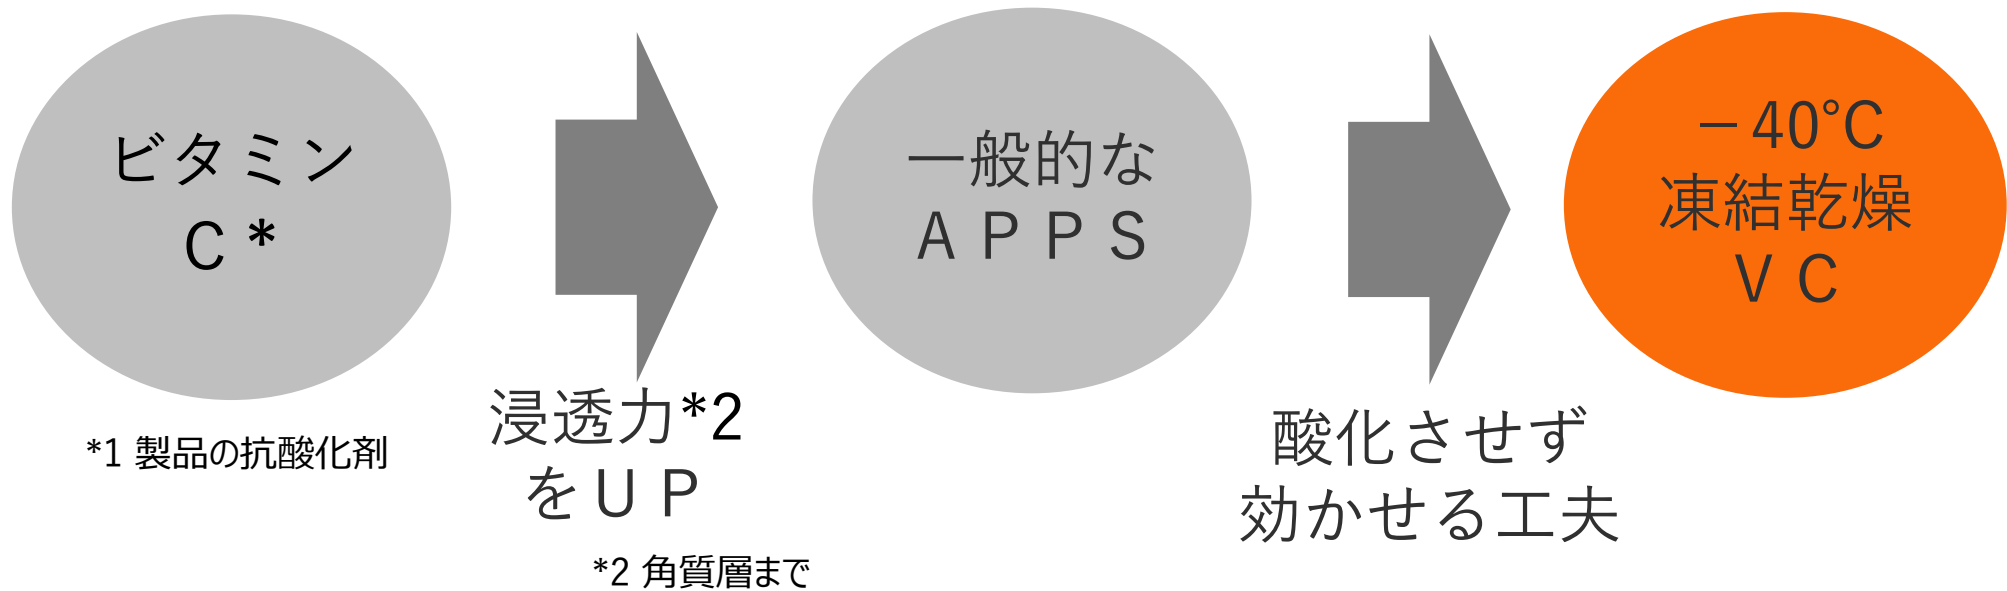 ビタミン
Ｃ*
*1 製品の抗酸化剤
浸透力*2
をＵＰ
*2 角質層まで
一般的な
ＡＰＰＳ
酸化させず
効かせる工夫
－40℃
凍結乾燥
ＶＣ